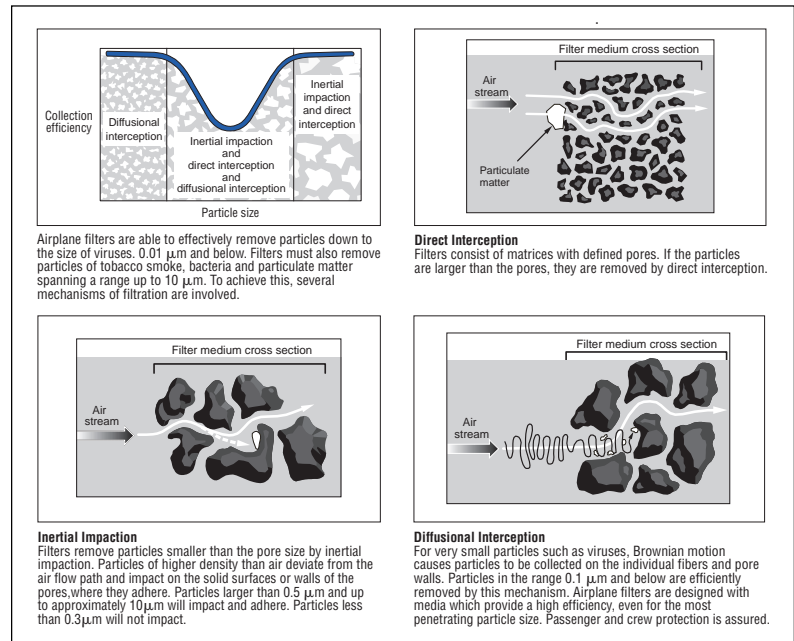 Collection
efficiency
Diffusional
interception
Inertial impaction
and
direct interception
and
diffusional interception
Inertial
impaction
and direct
interception
Particle size
Airplane filters are able to effectively remove particles down to
the size of viruses. 0.01 μm and below. Filters must also remove
particles of tobacco smoke, bacteria and particulate matter
spanning a range up to 10 μm. To achieve this, several
mechanisms of filtration are involved.
Filter medium cross section
Air
stream
Particulate
matter
Direct Interception
Filters consist of matrices with defined pores. If the particles
are larger than the pores, they are removed by direct interception.
Filter medium cross section
Air
stream
Inertial Impaction
Filters remove particles smaller than the pore size by inertial
impaction. Particles of higher density than air deviate from the
air flow path and impact on the solid surfaces or walls of the
pores,where they adhere. Particles larger than 0.5 μm and up
to approximately 10μm will impact and adhere. Particles less
than 0.3μm will not impact.
Filter medium cross section
Air
stream
Diffusional Interception
For very small particles such as viruses, Brownian motion
causes particles to be collected on the individual fibers and pore
walls. Particles in the range 0.1 μm and below are efficiently
removed by this mechanism. Airplane filters are designed with
media which provide a high efficiency, even for the most
penetrating particle size. Passenger and crew protection is assured.